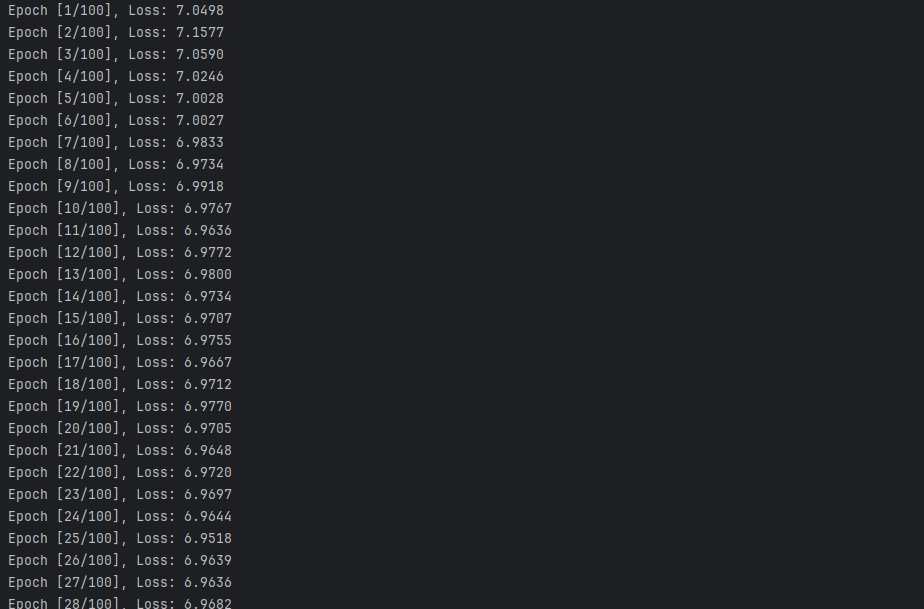 Epoch [1/100], Loss: 7.0498
Epoch [2/100], Loss: 7.1577
Epoch [3/100], Loss: 7.0590
Epoch [4/100], Loss: 7.0246
Epoch [5/100], Loss: 7.0028
Epoch [6/100], Loss: 7.0027
Epoch [7/100], Loss: 6.9833
Epoch [8/100], Loss: 6.9734
Epoch [9/100], Loss: 6.9918
Epoch [10/100], Loss: 6.9767
Epoch [11/100], Loss: 6.9636
Epoch [12/100], Loss: 6.9772
Epoch [13/100], Loss: 6.9800
Epoch [14/100], Loss: 6.9734
Epoch [15/100], Loss: 6.9707
Epoch [16/100], Loss: 6.9755
Epoch [17/100], Loss: 6.9667
Epoch [18/100], Loss: 6.9712
Epoch [19/100], Loss: 6.9770
Epoch [20/100], Loss: 6.9705
Epoch [21/100], Loss: 6.9648
Epoch [22/100], Loss: 6.9720
Epoch [23/100], Loss: 6.9697
Epoch [24/100], Loss: 6.9644
Epoch [25/100], Loss: 6.9518
Epoch [26/100], Loss: 6.9639
Epoch [27/100], Loss: 6.9636
Epoch [28/100], Loss: 6.9682